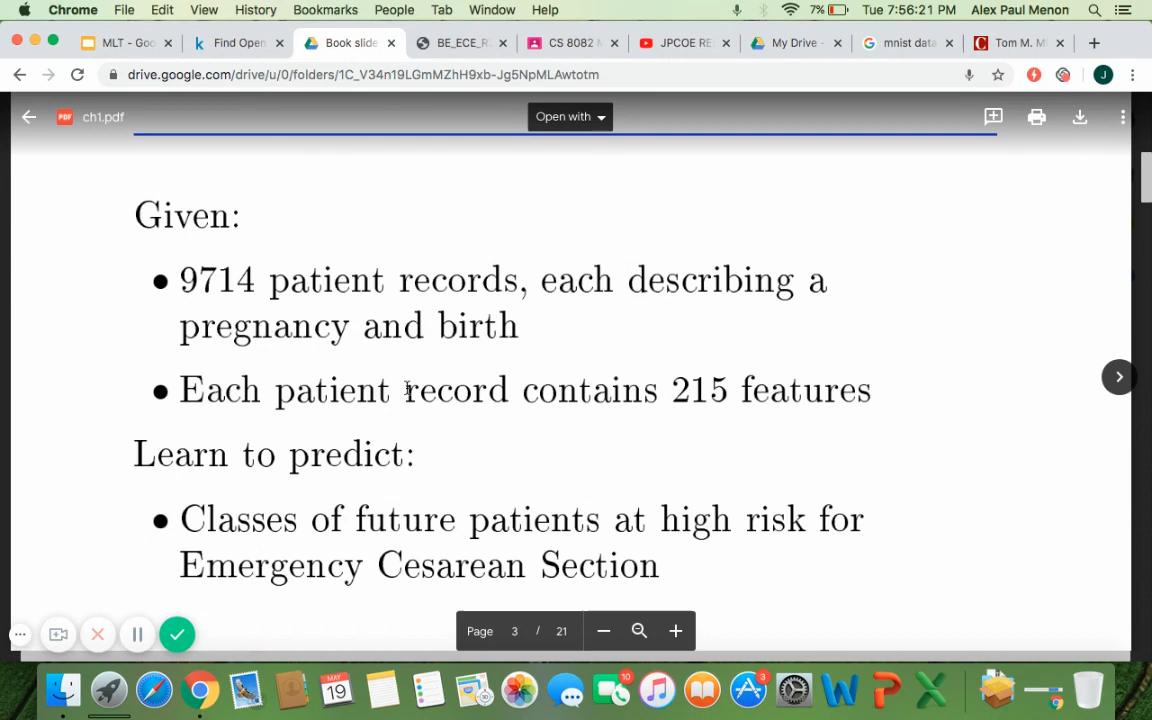 Chrome File Edit View History Bookmarks People Tab Window Help 7% Tue 7:56:21 PM Alex Paul Menon
MLT - Goo Find Open Book slide BE_ECE_R. CS 8082 M JPCOE RE My Drive - mnist data Tom M. Mi
drive.google.com/drive/u/0/folders/1C_V34n19LGmMZhH9xb-Jg5NpMLAwtotm J
PDF ch1.pdf Open with
Given:
• 9714 patient records, each describing a
pregnancy and birth
• Each patient record contains 215 features
Learn to predict:
• Classes of future patients at high risk for
Emergency Cesarean Section
Page 3 / 21
MAY 19 10 3